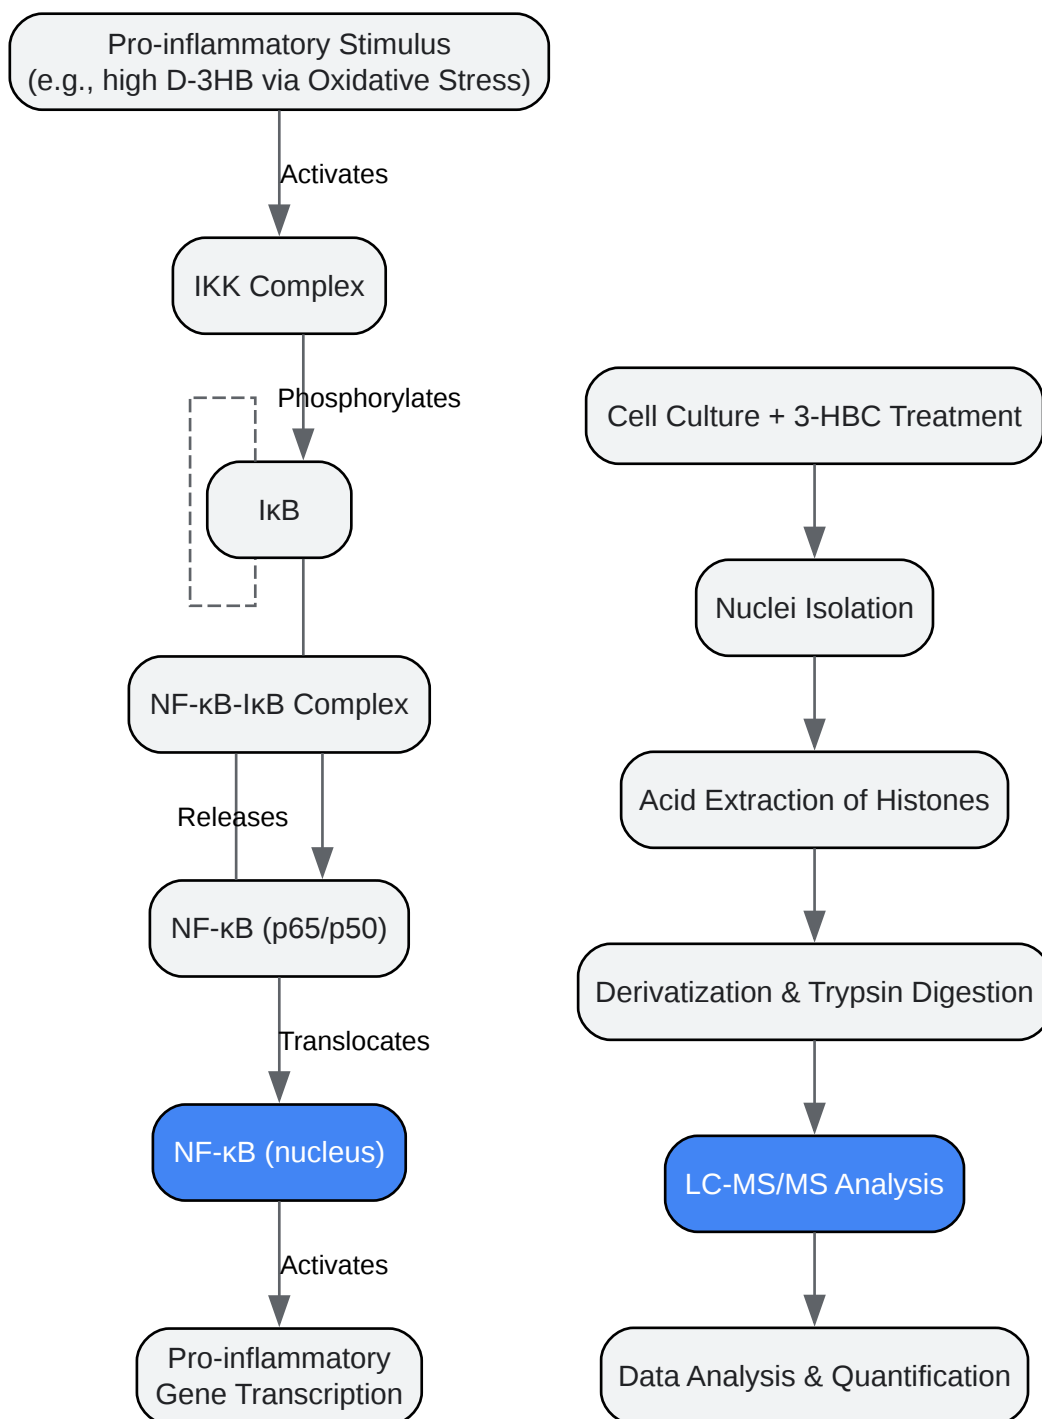 Pro-inflammatory Stimulus
(e.g., high D-3HB via Oxidative Stress)
Activates
IKK Complex
Phosphorylates
IκB
NF-κB-IκB Complex
Releases
NF-κB (p65/p50)
Translocates
NF-κB (nucleus)
Activates
Pro-inflammatory
Gene Transcription
Cell Culture + 3-HBC Treatment
Nuclei Isolation
Acid Extraction of Histones
Derivatization & Trypsin Digestion
LC-MS/MS Analysis
Data Analysis & Quantification